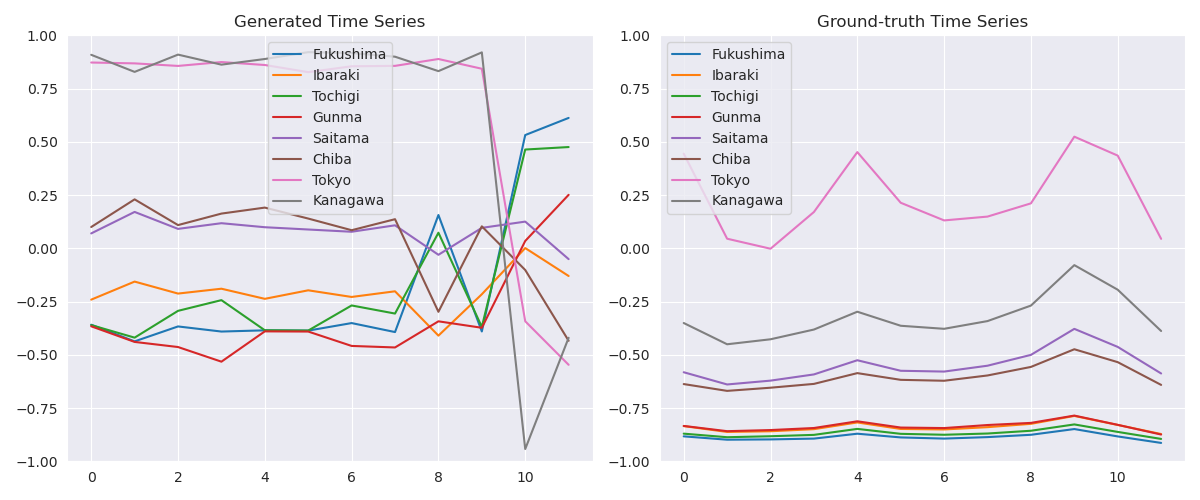 Generated Time Series
1.00
0.75
0.50
0.25
0.00
−0.25
−0.50
−0.75
−1.00
0
2
4
6
8
10
Fukushima
Ibaraki
Tochigi
Gunma
Saitama
Chiba
Tokyo
Kanagawa
Ground-truth Time Series
1.00
0.75
0.50
0.25
0.00
−0.25
−0.50
−0.75
−1.00
0
2
4
6
8
10
Fukushima
Ibaraki
Tochigi
Gunma
Saitama
Chiba
Tokyo
Kanagawa